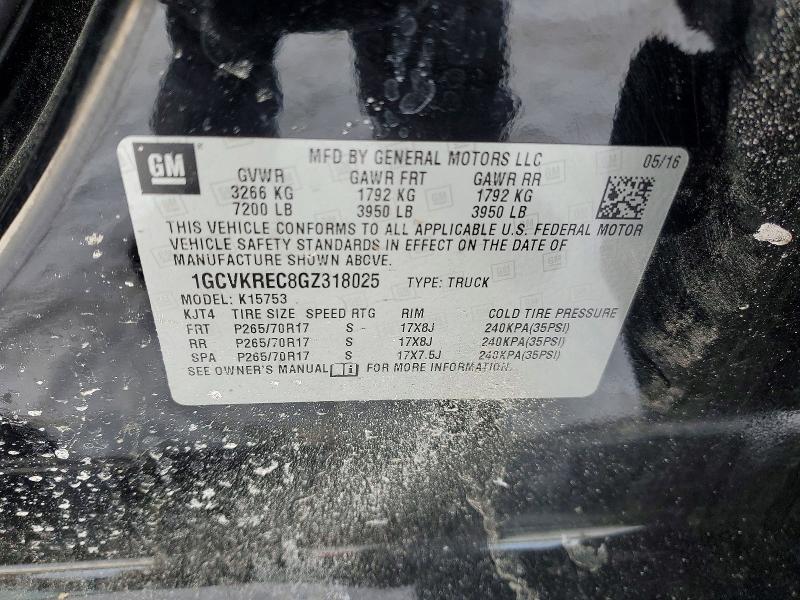 GM
MFD BY GENERAL MOTORS LLC 05/16
GVWR GAWR FRT GAWR RR
3266 KG 1792 KG 1792 KG
7200 LB 3950 LB 3950 LB
THIS VEHICLE CONFORMS TO ALL APPLICABLE U.S. FEDERAL MOTOR
VEHICLE SAFETY STANDARDS IN EFFECT ON THE DATE OF
MANUFACTURE SHOWN ABOVE.
1GCVKREC8GZ318025 TYPE: TRUCK
MODEL: K15753
KJT4 TIRE SIZE SPEED RTG RIM COLD TIRE PRESSURE
FRT P265/70R17 S 17X8J 240KPA(35PSI)
RR P265/70R17 S 17X8J 240KPA(35PSI)
SPA P265/70R17 S 17X7.5J 240KPA(35PSI)
SEE OWNER'S MANUAL FOR MORE INFORMATION.